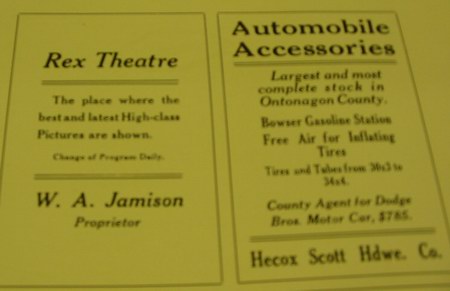 Rex Theatre
The place where the
best and latest High-class
Pictures are shown.
Change of Program Daily.
W. A. Jamison
Proprietor
Automobile
Accessories
Largest and most
complete stock in
Ontonagon County.
Bowser Gasoline Station
Free Air for Inflating
Tires
Tires and Tubes from 30x3 to
34x4.
County Agent for Dodge
Bros. Motor Car, $785.
Hecox Scott Hdwe. Co.